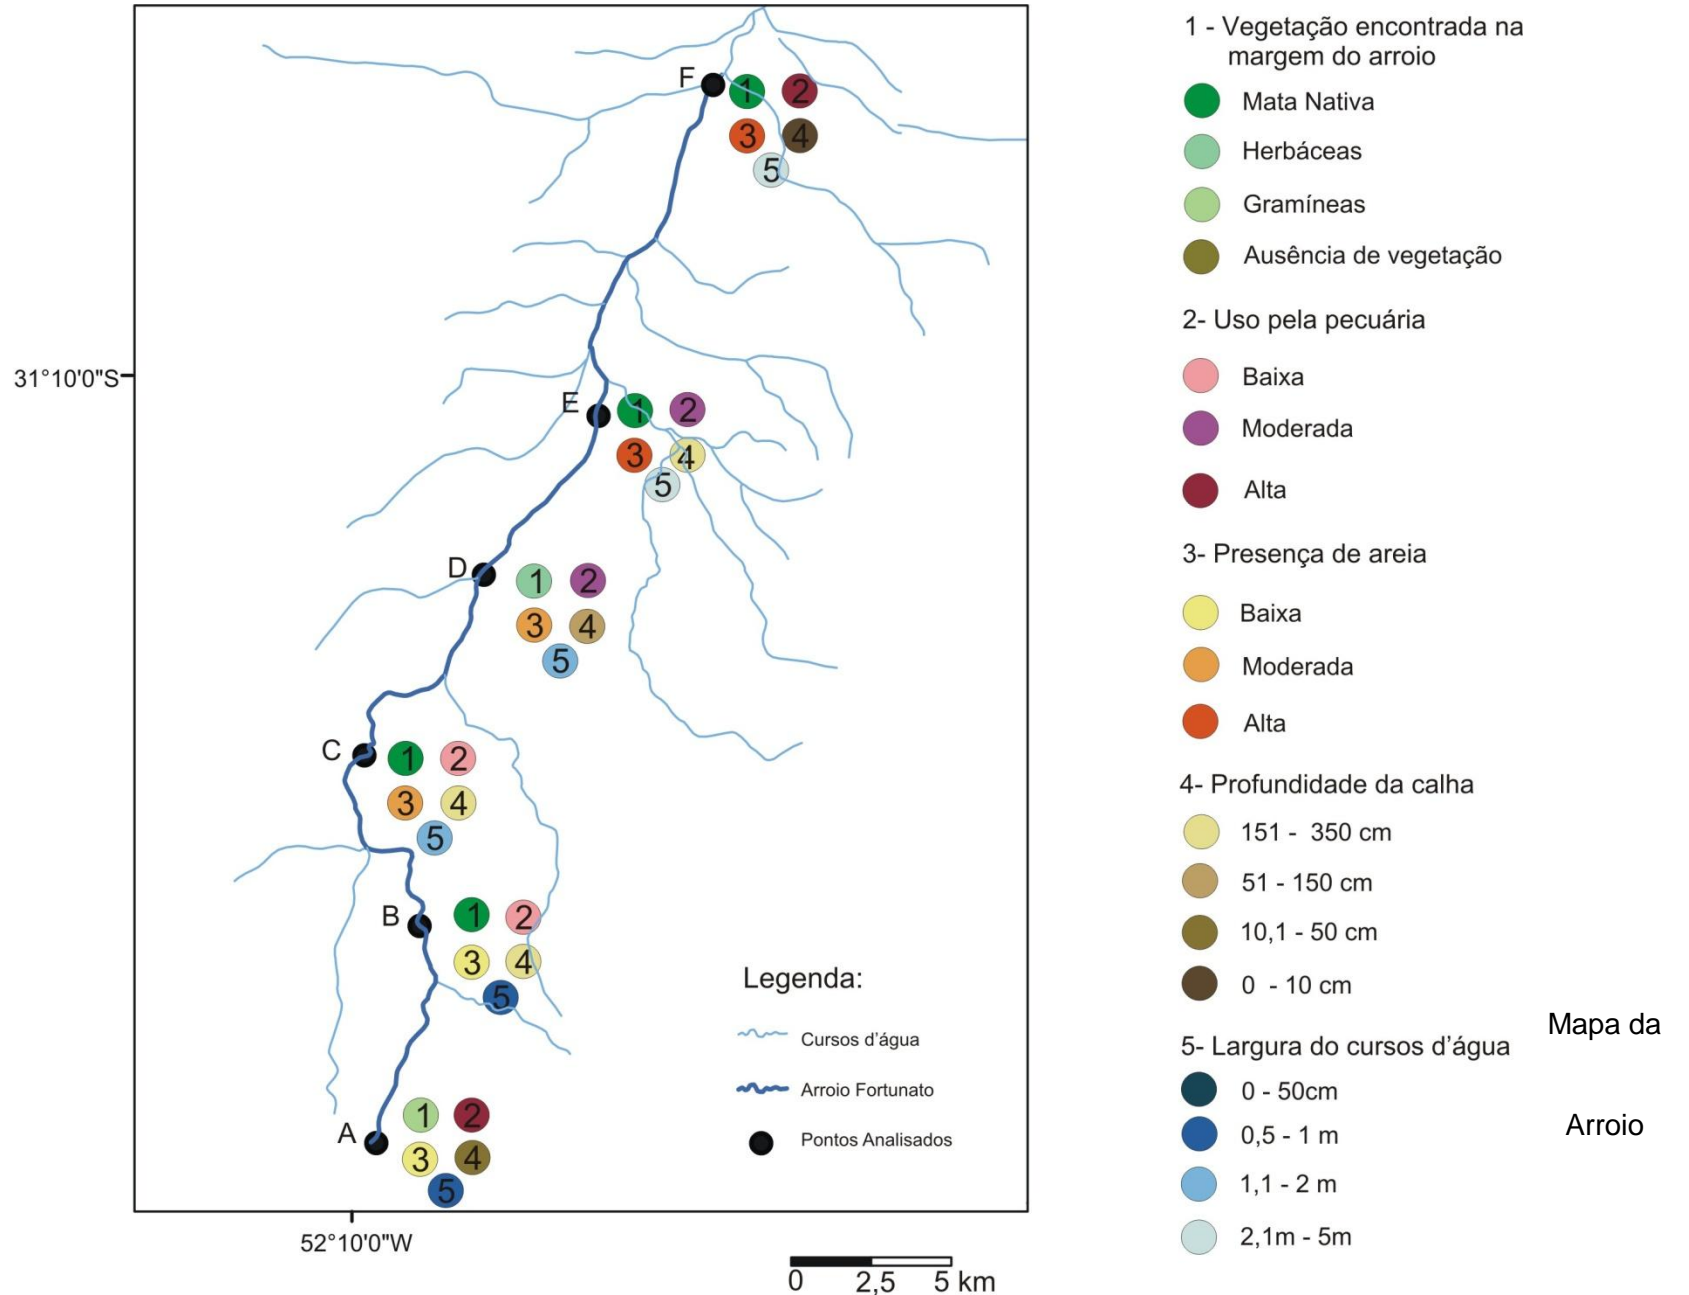 F
1 2
3 4
5
31°10'0"S
E
1 2
3 4
5
D
1 2
3 4
5
C
1 2
3 4
5
B
1 2
3 4
5
A
1 2
3 4
5
52°10'0"W
Legenda:
Cursos d'água
Arroio Fortunato
Pontos Analisados
0 2,5 5 km
1 - Vegetação encontrada na
margem do arroio
Mata Nativa
Herbáceas
Gramíneas
Ausência de vegetação
2- Uso pela pecuária
Baixa
Moderada
Alta
3- Presença de areia
Baixa
Moderada
Alta
4- Profundidade da calha
151 - 350 cm
51 - 150 cm
10,1 - 50 cm
0 - 10 cm
5- Largura do cursos d'água
0 - 50cm
0,5 - 1 m
1,1 - 2 m
2,1m - 5m
Mapa da
Arroio